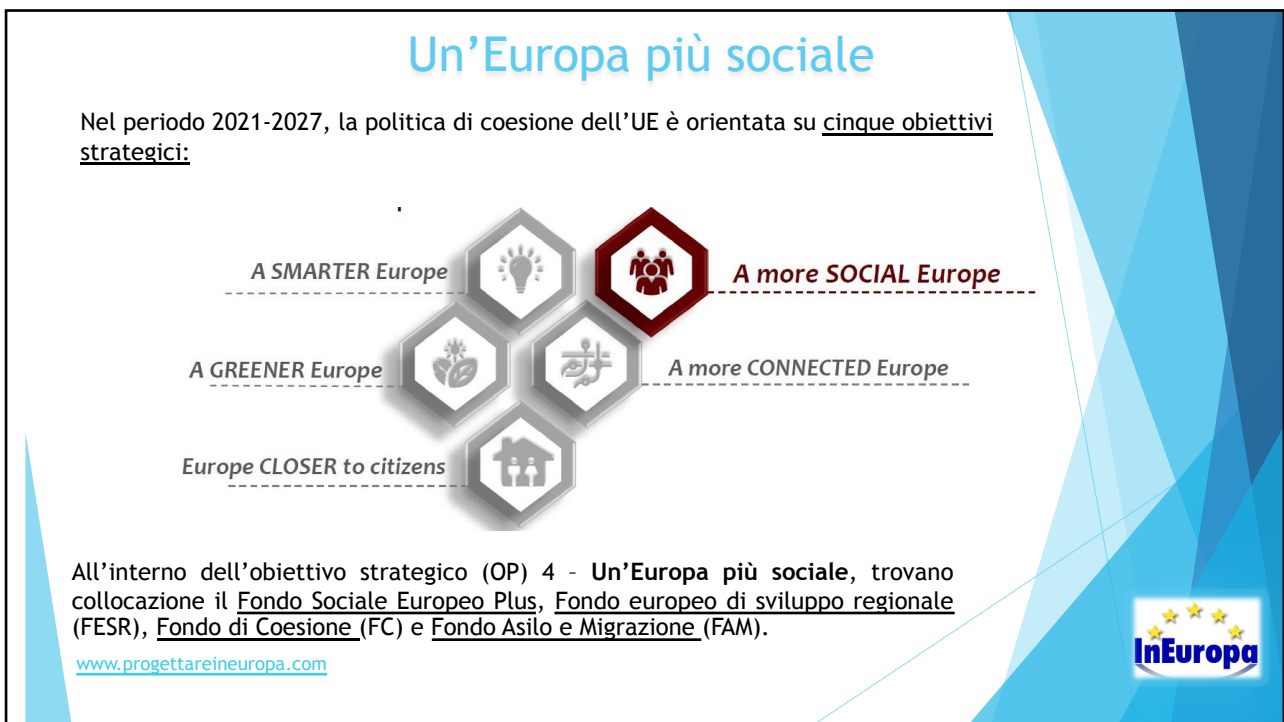 Un’Europa più sociale
Nel periodo 2021-2027, la politica di coesione dell’UE è orientata su cinque obiettivi
strategici:
A SMARTER Europe
A more SOCIAL Europe
A GREENER Europe
A more CONNECTED Europe
Europe CLOSER to citizens
All’interno dell’obiettivo strategico (OP) 4 – Un’Europa più sociale, trovano
collocazione il Fondo Sociale Europeo Plus, Fondo europeo di sviluppo regionale
(FESR), Fondo di Coesione (FC) e Fondo Asilo e Migrazione (FAM).
www.progettareineuropa.com
InEuropa